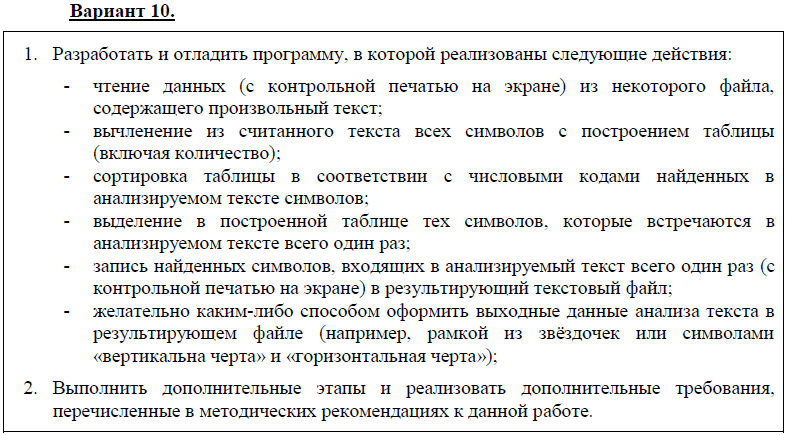 Вариант 10.
1. Разработать и отладить программу, в которой реализованы следующие действия:
- чтение данных (с контрольной печатью на экране) из некоторого файла,
содержащего произвольный текст;
- вычленение из считанного текста всех символов с построением таблицы
(включая количество);
- сортировка таблицы в соответствии с числовыми кодами найденных в
анализируемом тексте символов;
- выделение в построенной таблице тех символов, которые встречаются в
анализируемом тексте всего один раз;
- запись найденных символов, входящих в анализируемый текст всего один раз (с
контрольной печатью на экране) в результирующий текстовый файл;
- желательно каким-либо способом оформить выходные данные анализа текста в
результирующем файле (например, рамкой из звёздочек или символами
«вертикальна черта» и «горизонтальная черта»);
2. Выполнить дополнительные этапы и реализовать дополнительные требования,
перечисленные в методических рекомендациях к данной работе.